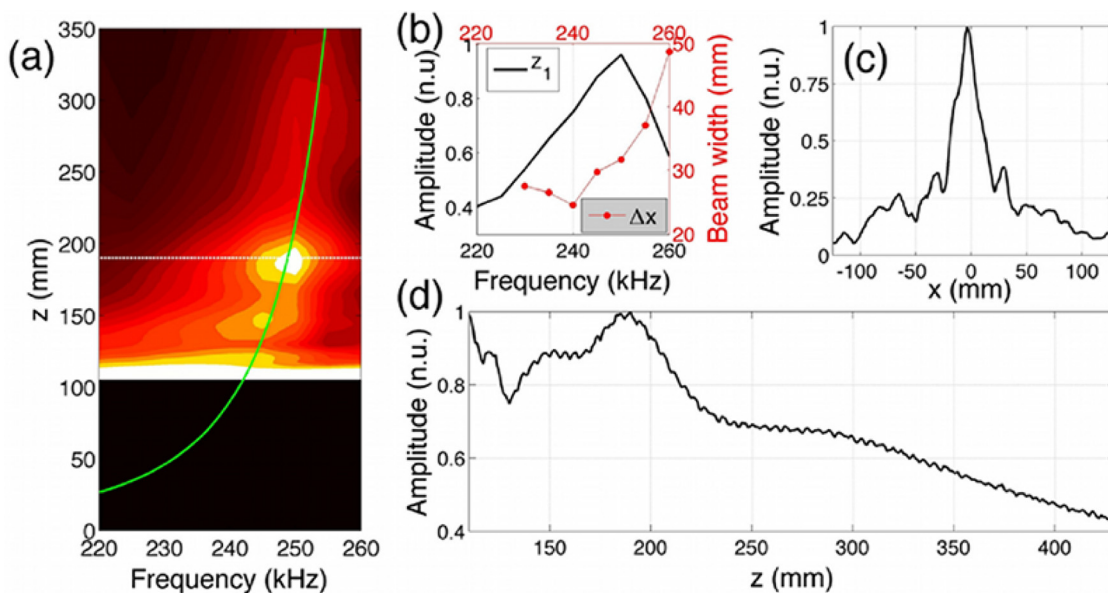 (a)
350
300
250
200
150
100
50
0
z (mm)
220 230 240 250 260
Frequency (kHz)
(b)
220 240 260
1
0.8
0.6
0.4
Amplitude (n.u)
z1
Δx
50
40
30
20
Beam width (mm)
220 240 260
Frequency (kHz)
(c)
1
0.75
0.5
0.25
0
Amplitude (n.u.)
-100 -50 0 50 100
x (mm)
(d)
1
0.8
0.6
0.4
Amplitude (n.u.)
150 200 250 300 350 400
z (mm)